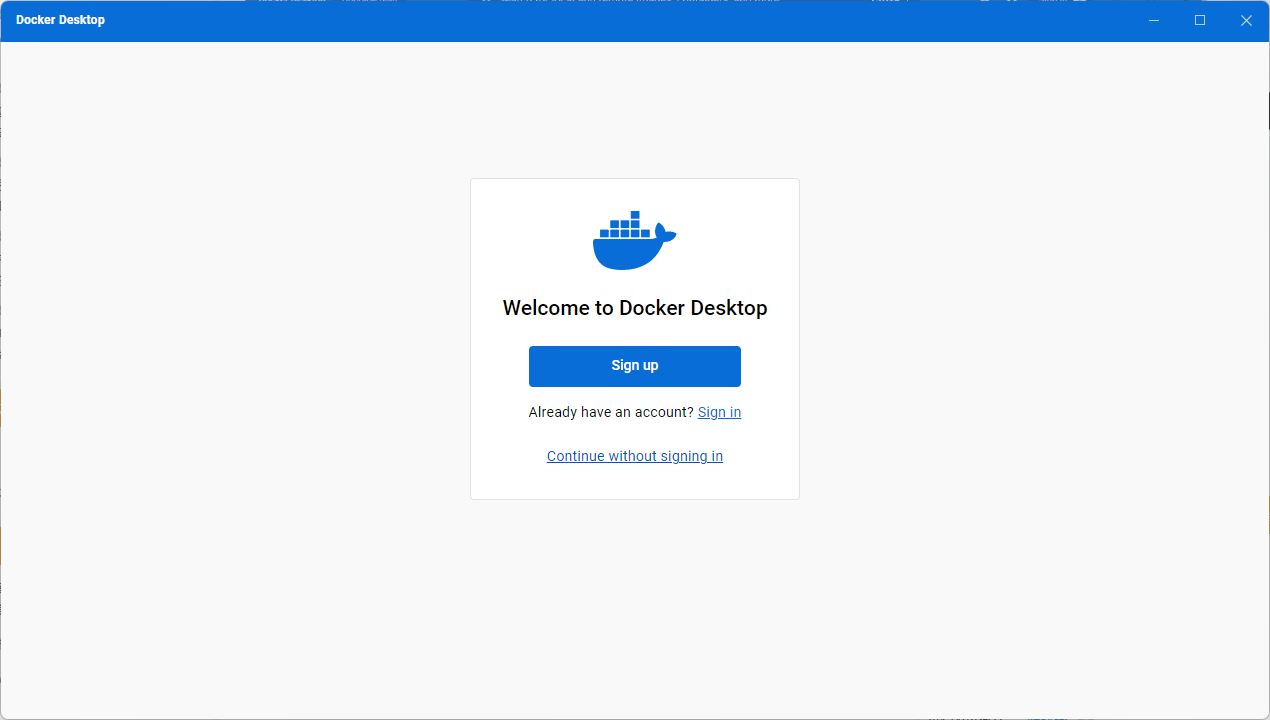 Docker Desktop
Welcome to Docker Desktop
Sign up
Already have an account? Sign in
Continue without signing in